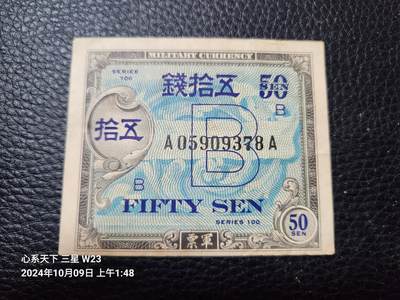 MILITARY CURRENCY
SERIES
100
錢拾五
50
SEN
B
拾五
A05909378A
B
B
FIFTY SEN
SERIES 100
票軍
50
SEN
心系天下 三星 W23
2024年10月09日 上午1:48